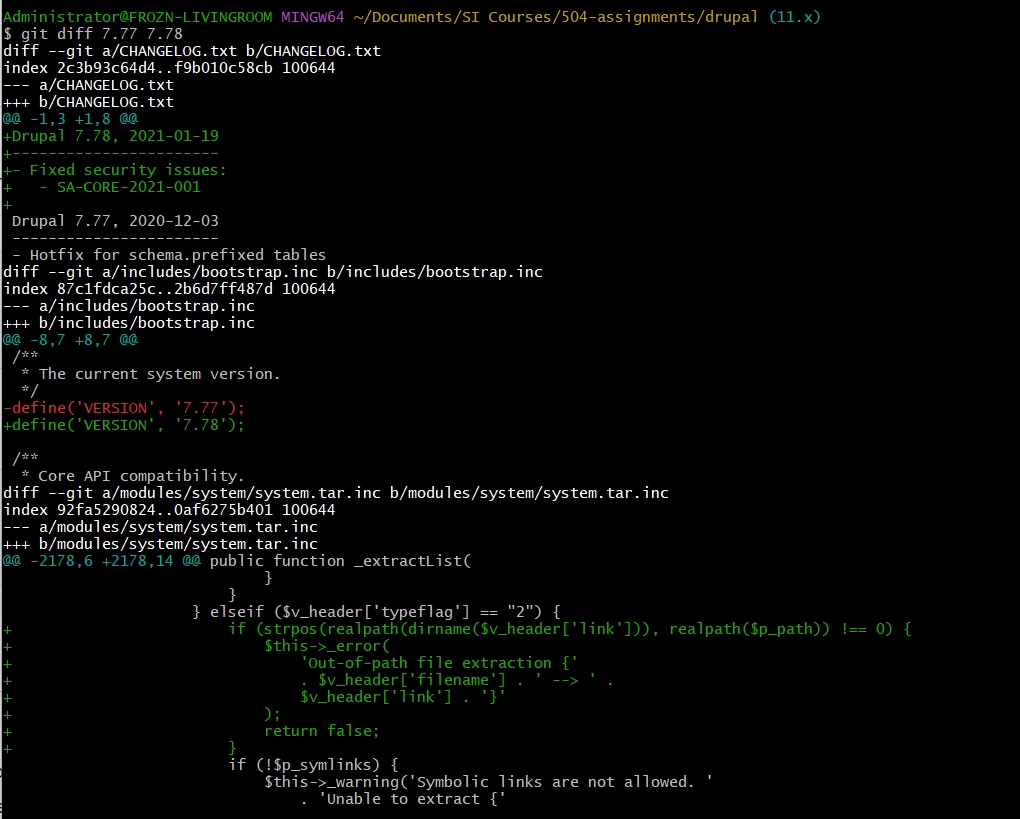 Administrator@FROZN-LIVINGROOM MINGW64 ~/Documents/SI Courses/504-assignments/drupal (11.x)
$ git diff 7.77 7.78
diff --git a/CHANGELOG.txt b/CHANGELOG.txt
index 2c3b93c64d4..f9b010c58cb 100644
--- a/CHANGELOG.txt
+++ b/CHANGELOG.txt
@@ -1,3 +1,8 @@
+Drupal 7.78, 2021-01-19
+-----------------------
+- Fixed security issues:
+   - SA-CORE-2021-001
+
 Drupal 7.77, 2020-12-03
 -----------------------
 - Hotfix for schema.prefixed tables
diff --git a/includes/bootstrap.inc b/includes/bootstrap.inc
index 87c1fdca25c..2b6d7ff487d 100644
--- a/includes/bootstrap.inc
+++ b/includes/bootstrap.inc
@@ -8,7 +8,7 @@
 /**
  * The current system version.
  */
-define('VERSION', '7.77');
+define('VERSION', '7.78');

 /**
  * Core API compatibility.
diff --git a/modules/system/system.tar.inc b/modules/system/system.tar.inc
index 92fa5290824..0af6275b401 100644
--- a/modules/system/system.tar.inc
+++ b/modules/system/system.tar.inc
@@ -2178,6 +2178,14 @@ public function _extractList(
                             }
                         }
                     } elseif ($v_header['typeflag'] == "2") {
+                        if (strpos(realpath(dirname($v_header['link'])), realpath($p_path)) !== 0) {
+                            $this->_error(
+                                'Out-of-path file extraction {'
+                                . $v_header['filename'] . ' --> ' .
+                                $v_header['link'] . '}'
+                            );
+                            return false;
+                        }
                         if (!$p_symlinks) {
                             $this->_warning('Symbolic links are not allowed. '
                                 . 'Unable to extract {'